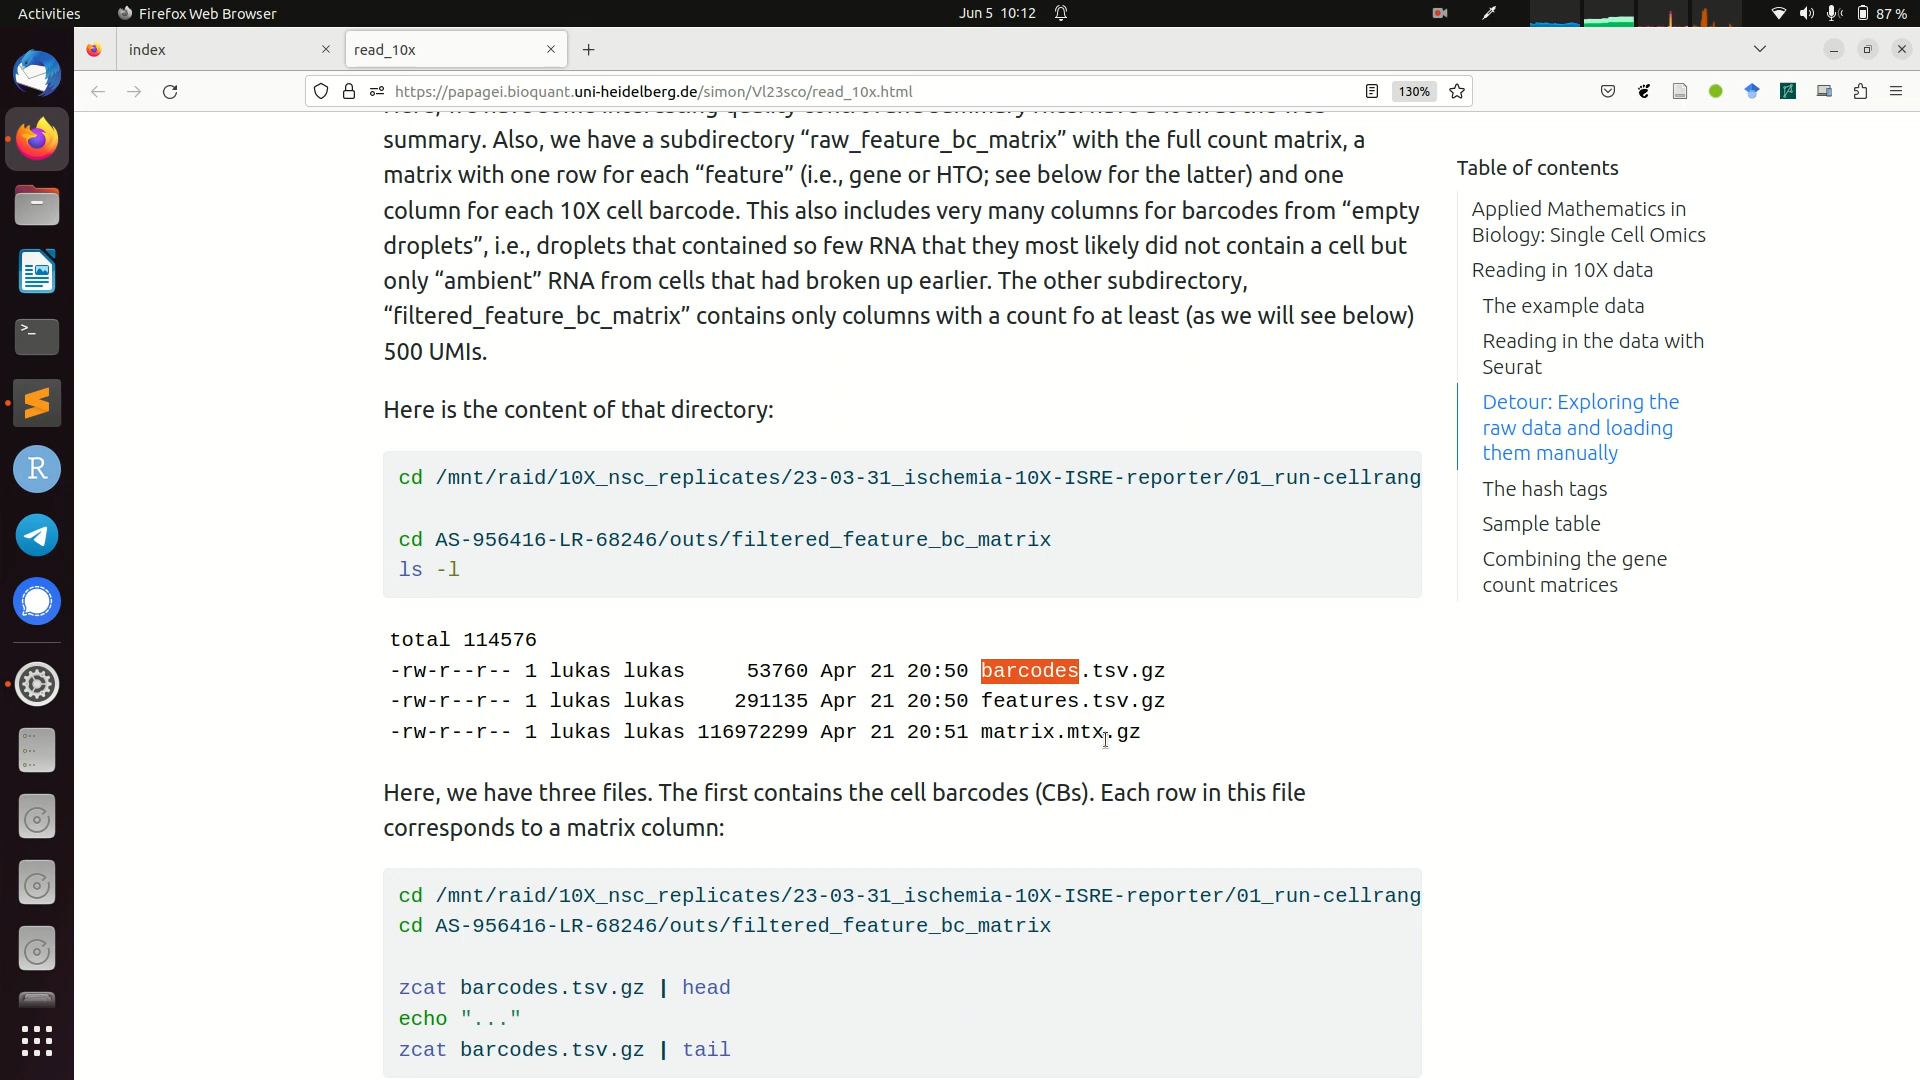 Activities
Firefox Web Browser
Jun 5 10:12
87 %
index
read_10x
https://papagei.bioquant.uni-heidelberg.de/simon/Vl23sco/read_10x.html
130%
summary. Also, we have a subdirectory “raw_feature_bc_matrix” with the full count matrix, a
matrix with one row for each “feature” (i.e., gene or HTO; see below for the latter) and one
column for each 10X cell barcode. This also includes very many columns for barcodes from “empty
droplets”, i.e., droplets that contained so few RNA that they most likely did not contain a cell but
only “ambient” RNA from cells that had broken up earlier. The other subdirectory,
“filtered_feature_bc_matrix” contains only columns with a count fo at least (as we will see below)
500 UMIs.
Here is the content of that directory:
cd /mnt/raid/10X_nsc_replicates/23-03-31_ischemia-10X-ISRE-reporter/01_run-cellrang
cd AS-956416-LR-68246/outs/filtered_feature_bc_matrix
ls -l
total 114576
-rw-r--r-- 1 lukas lukas     53760 Apr 21 20:50 barcodes.tsv.gz
-rw-r--r-- 1 lukas lukas    291135 Apr 21 20:50 features.tsv.gz
-rw-r--r-- 1 lukas lukas 116972299 Apr 21 20:51 matrix.mtx.gz
Here, we have three files. The first contains the cell barcodes (CBs). Each row in this file
corresponds to a matrix column:
cd /mnt/raid/10X_nsc_replicates/23-03-31_ischemia-10X-ISRE-reporter/01_run-cellrang
cd AS-956416-LR-68246/outs/filtered_feature_bc_matrix
zcat barcodes.tsv.gz | head
echo "..."
zcat barcodes.tsv.gz | tail
Table of contents
Applied Mathematics in
Biology: Single Cell Omics
Reading in 10X data
The example data
Reading in the data with
Seurat
Detour: Exploring the
raw data and loading
them manually
The hash tags
Sample table
Combining the gene
count matrices